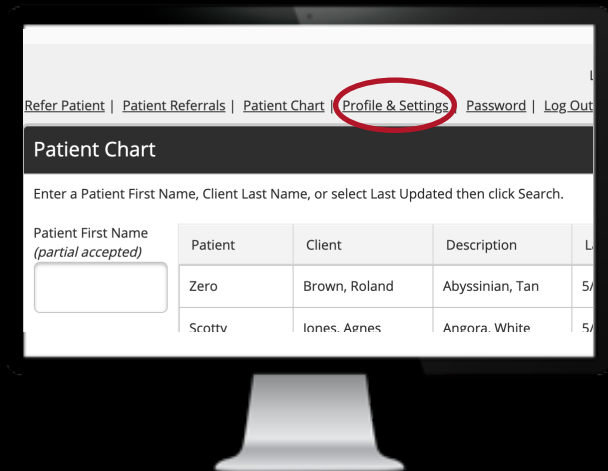 Refer Patient | Patient Referrals | Patient Chart | Profile & Settings | Password | Log Out
Patient Chart
Enter a Patient First Name, Client Last Name, or select Last Updated then click Search.
Patient First Name
(partial accepted)
Patient Client Description
Zero Brown, Roland Abyssinian, Tan 5/
Scotty Jones, Agnes Angora, White 5/